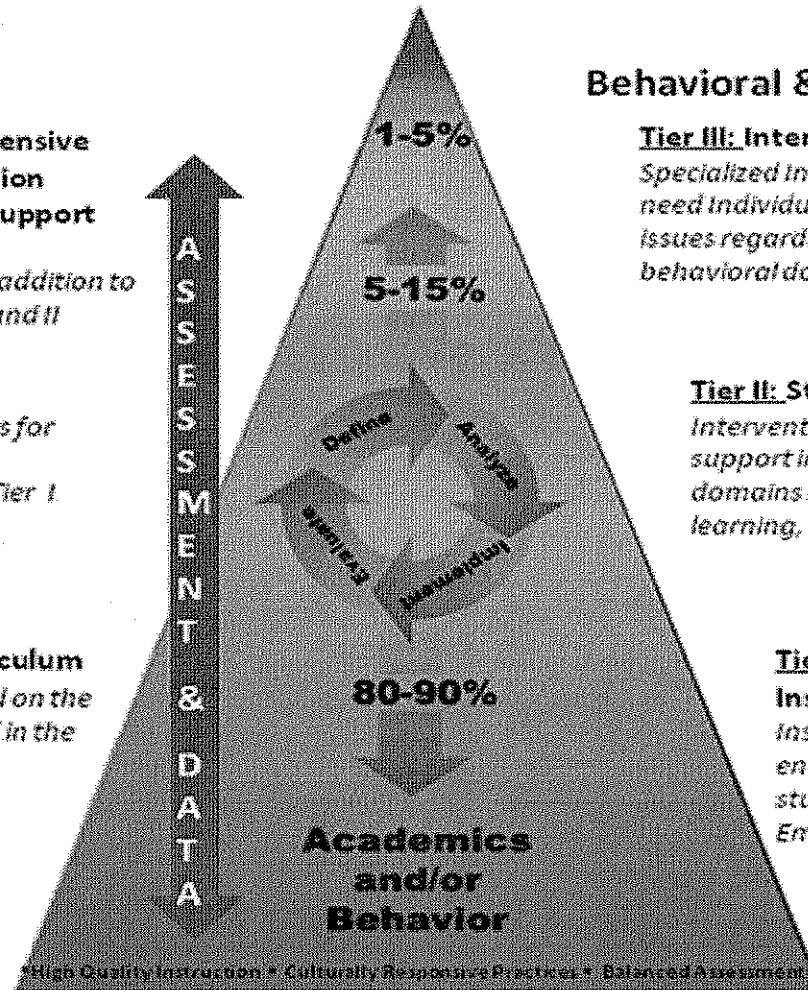 ensive
ion
upport
addition to
and II
s for
Tier I
culum
d on the
in the
ASSESSMENT & DATA
1-5%
5-15%
Define
Analyze
Implement
Evaluate
80-90%
Academics
and/or
Behavior
*High Quality Instruction * Culturally Responsive Practices * Balanced Assessment
Behavioral &
Tier III: Inter
Specialized In
need Individu
issues regard
behavioral do
Tier II: St
Intervent
support in
domains
learning,
Tie
Ins
Ins
en
stu
Em